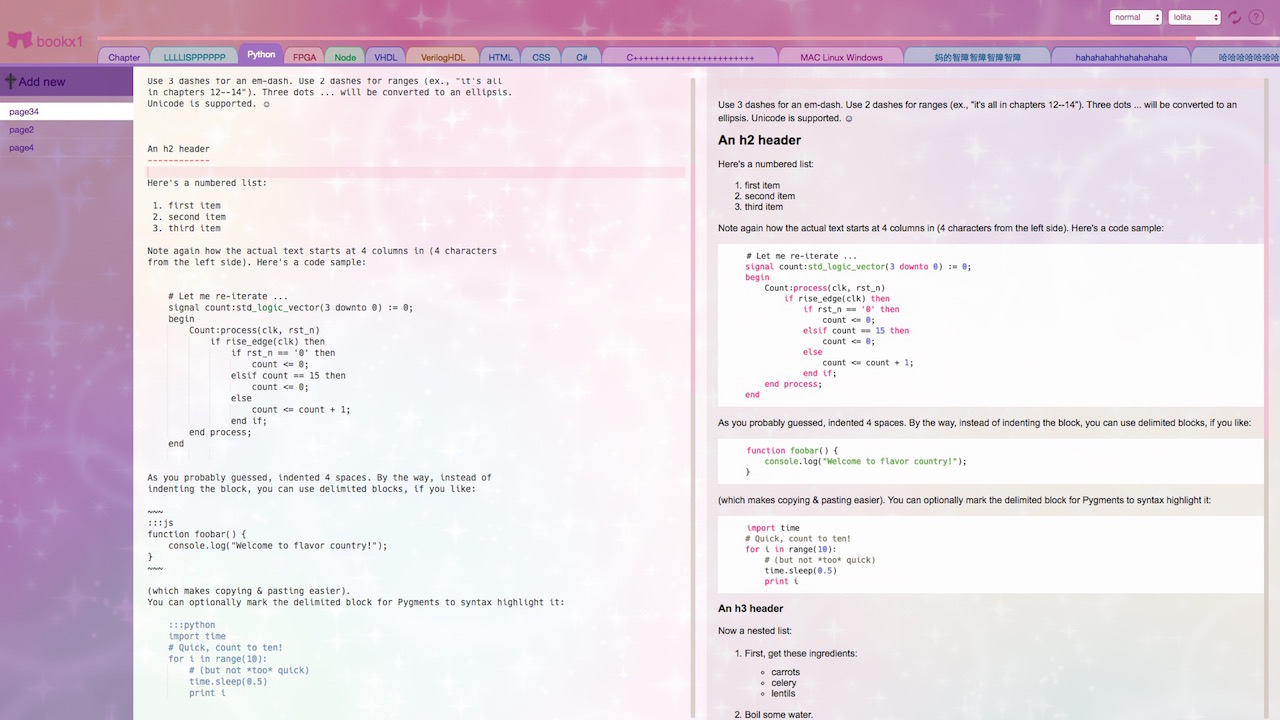 normal
lolita
?
bookx1
Chapter
LLLLISPPPPPP
Python
FPGA
Node
VHDL
VerilogHDL
HTML
CSS
C#
C++++++++++++++++++++++++
MAC Linux Windows
妈的智障智障智障智障
hahahahahhahahahaha
哈哈哈哈哈哈哈
Add new
page34
page2
page4
Use 3 dashes for an em-dash. Use 2 dashes for ranges (ex., "it's all
in chapters 12--14"). Three dots ... will be converted to an ellipsis.
Unicode is supported. ☺
An h2 header
------------
Here's a numbered list:
1. first item
2. second item
3. third item
Note again how the actual text starts at 4 columns in (4 characters
from the left side). Here's a code sample:
# Let me re-iterate ...
signal count:std_logic_vector(3 downto 0) := 0;
begin
Count:process(clk, rst_n)
if rise_edge(clk) then
if rst_n == '0' then
count <= 0;
elsif count == 15 then
count <= 0;
else
count <= count + 1;
end if;
end process;
end
As you probably guessed, indented 4 spaces. By the way, instead of
indenting the block, you can use delimited blocks, if you like:
~~~
:::js
function foobar() {
console.log("Welcome to flavor country!");
}
~~~
(which makes copying & pasting easier).
You can optionally mark the delimited block for Pygments to syntax highlight it:
:::python
import time
# Quick, count to ten!
for i in range(10):
# (but not *too* quick)
time.sleep(0.5)
print i
Use 3 dashes for an em-dash. Use 2 dashes for ranges (ex., "it's all in chapters 12--14"). Three dots ... will be converted to an
ellipsis. Unicode is supported. ☺
An h2 header
Here's a numbered list:
1. first item
2. second item
3. third item
Note again how the actual text starts at 4 columns in (4 characters from the left side). Here's a code sample:
# Let me re-iterate ...
signal count:std_logic_vector(3 downto 0) := 0;
begin
Count:process(clk, rst_n)
if rise_edge(clk) then
if rst_n == '0' then
count <= 0;
elsif count == 15 then
count <= 0;
else
count <= count + 1;
end if;
end process;
end
As you probably guessed, indented 4 spaces. By the way, instead of indenting the block, you can use delimited blocks, if you like:
function foobar() {
console.log("Welcome to flavor country!");
}
(which makes copying & pasting easier). You can optionally mark the delimited block for Pygments to syntax highlight it:
import time
# Quick, count to ten!
for i in range(10):
# (but not *too* quick)
time.sleep(0.5)
print i
An h3 header
Now a nested list:
1. First, get these ingredients:
carrots
celery
lentils
2. Boil some water.